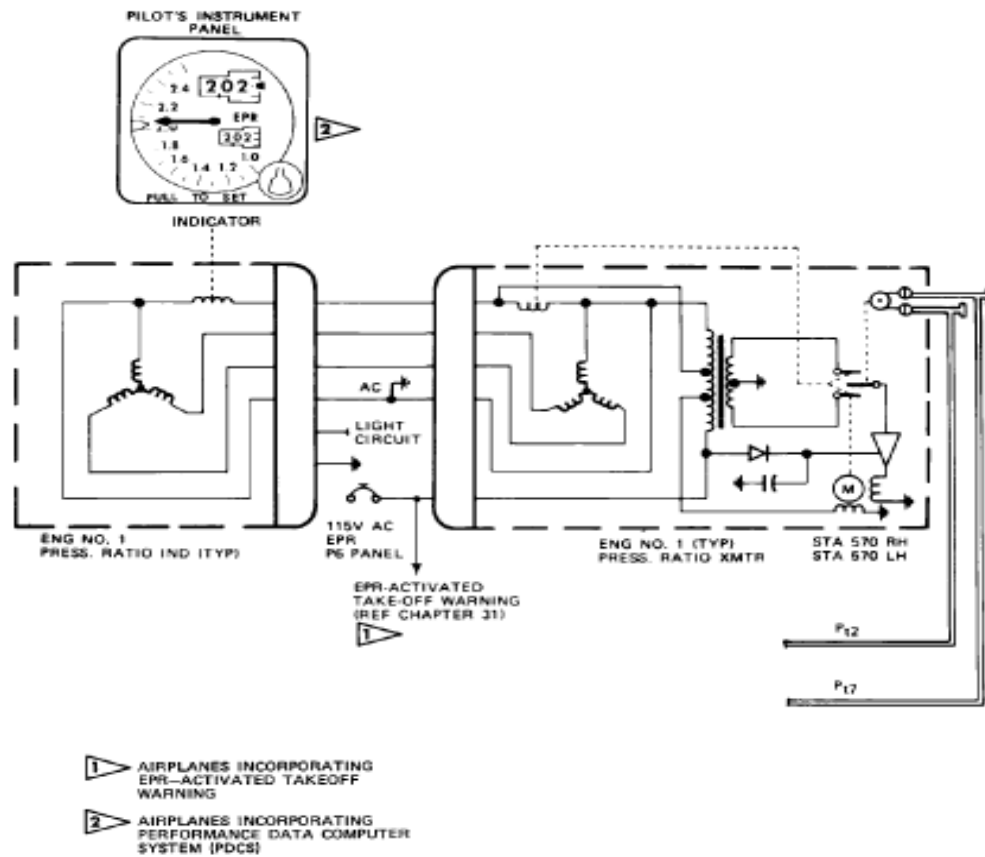 PILOT'S INSTRUMENT
PANEL
2.4
202
2.2
EPR
2.0
202
1.8
1.0
1.6
1.4
1.2
PULL TO SET
2
INDICATOR
AC
LIGHT
CIRCUIT
M
ENG NO. 1
PRESS. RATIO IND (TYP)
115V AC
EPR
P6 PANEL
ENG NO. 1 (TYP)
PRESS. RATIO XMTR
STA 570 RH
STA 670 LH
EPR-ACTIVATED
TAKE-OFF WARNING
(REF CHAPTER 31)
1
Pt2
Pt7
1 AIRPLANES INCORPORATING
EPR-ACTIVATED TAKEOFF
WARNING
2 AIRPLANES INCORPORATING
PERFORMANCE DATA COMPUTER
SYSTEM (PDCS)